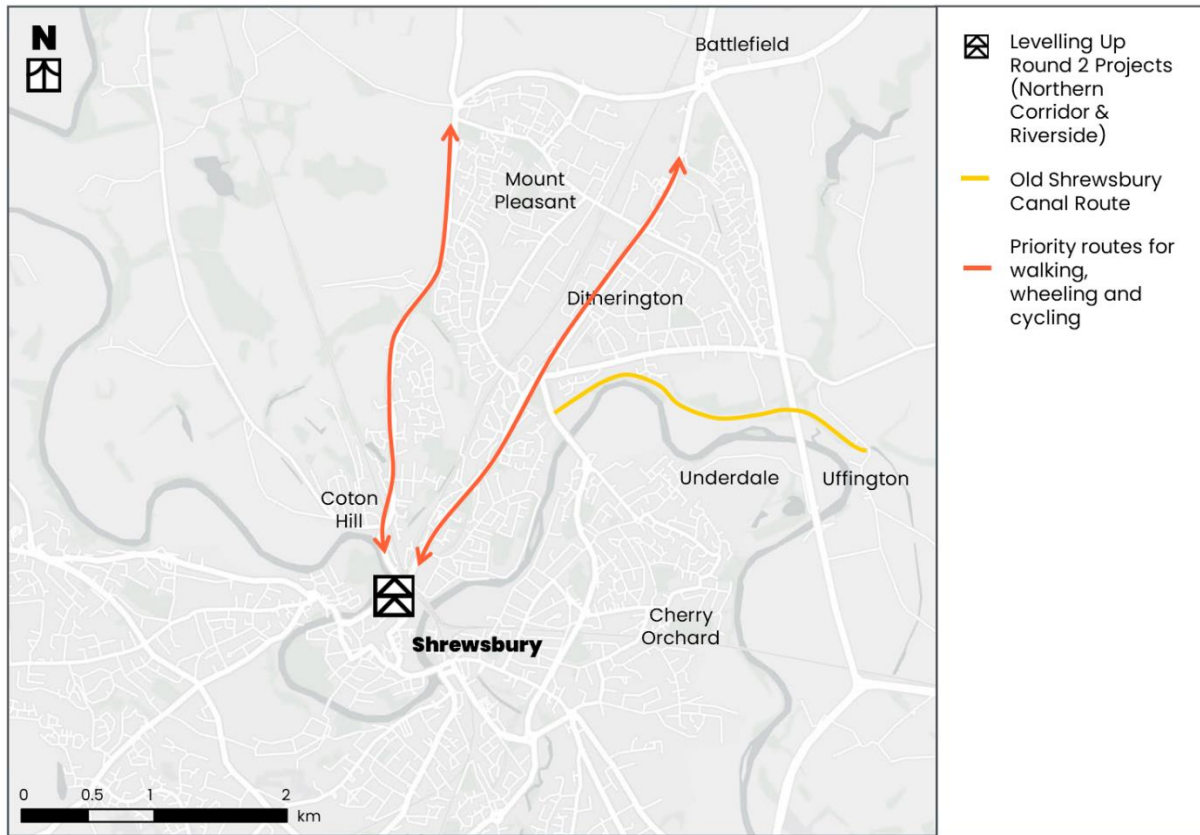 N
Battlefield
Mount
Pleasant
Ditherington
Underdale
Uffington
Coton
Hill
Cherry
Orchard
Shrewsbury
0 0.5 1 2
km
Levelling Up
Round 2 Projects
(Northern
Corridor &
Riverside)
Old Shrewsbury
Canal Route
Priority routes for
walking,
wheeling and
cycling